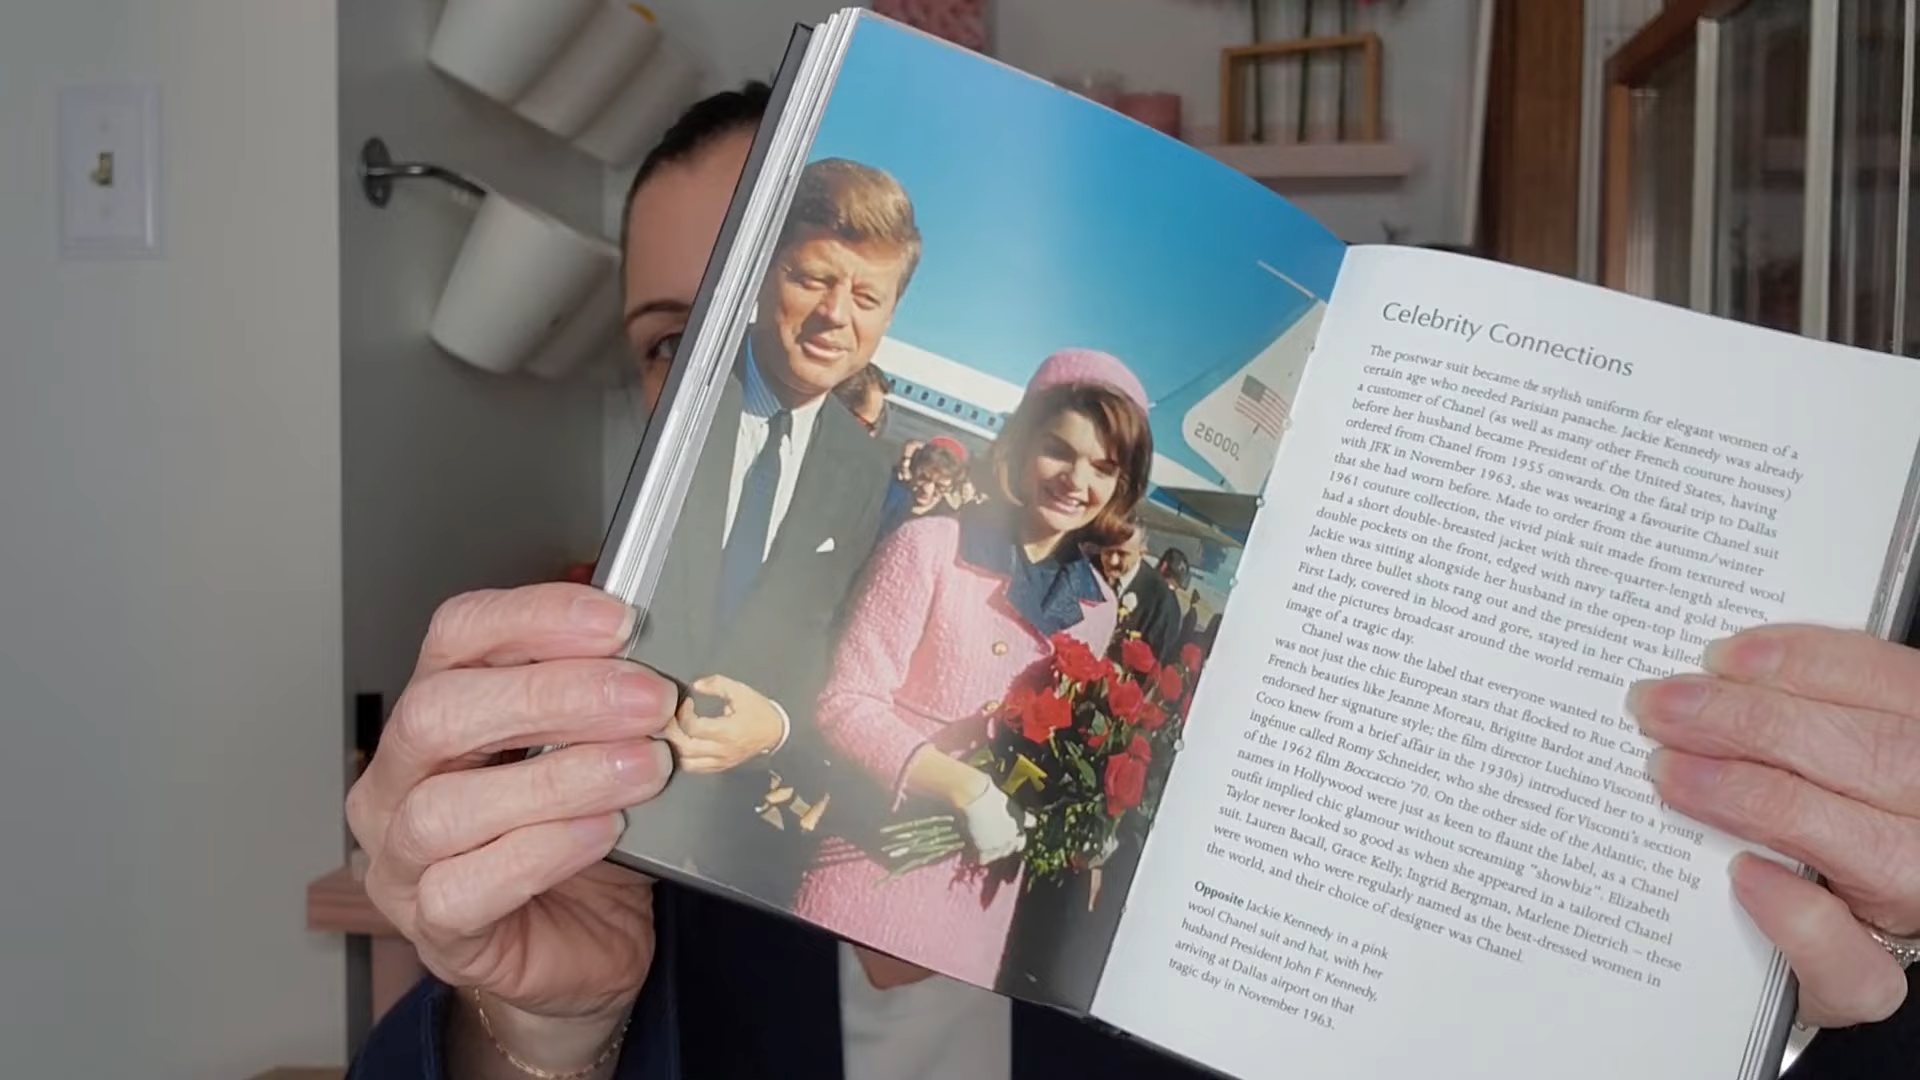 26000
Celebrity Connections
The postwar suit became the stylish uniform for elegant women of a
certain age who needed Parisian panache. Jackie Kennedy was already
a customer of Chanel (as well as many other French couture houses)
before her husband became President of the United States, having
ordered from Chanel from 1955 onwards. On the fatal trip to Dallas
with JFK in November 1963, she was wearing a favourite Chanel suit
that she had worn before. Made to order from the autumn/winter
1961 couture collection, the vivid pink suit made from textured wool
had a short double-breasted jacket with three-quarter-length sleeves,
double pockets on the front, edged with navy taffeta and gold
Jackie was sitting alongside her husband in the open-top
when three bullet shots rang out and the president was killed
First Lady, covered in blood and gore, stayed in her Chanel
and the pictures broadcast around the world remain
image of a tragic day.
Chanel was now the label that everyone wanted to be
was not just the chic European stars that flocked to Rue
French beauties like Jeanne Moreau, Brigitte Bardot and
endorsed her signature style; the film director Luchino Visconti
Coco knew from a brief affair in the 1930s) introduced her to a young
ingénue called Romy Schneider, who she dressed for Visconti's section
of the 1962 film Boccaccio '70. On the other side of the Atlantic, the big
names in Hollywood were just as keen to flaunt the label, as a Chanel
outfit implied chic glamour without screaming "showbiz". Elizabeth
Taylor never looked so good as when she appeared in a tailored Chanel
suit. Lauren Bacall, Grace Kelly, Ingrid Bergman, Marlene Dietrich – these
were women who were regularly named as the best-dressed women in
the world, and their choice of designer was Chanel.
Opposite Jackie Kennedy in a pink
wool Chanel suit and hat, with her
husband President John F Kennedy,
arriving at Dallas airport on that
tragic day in November 1963.